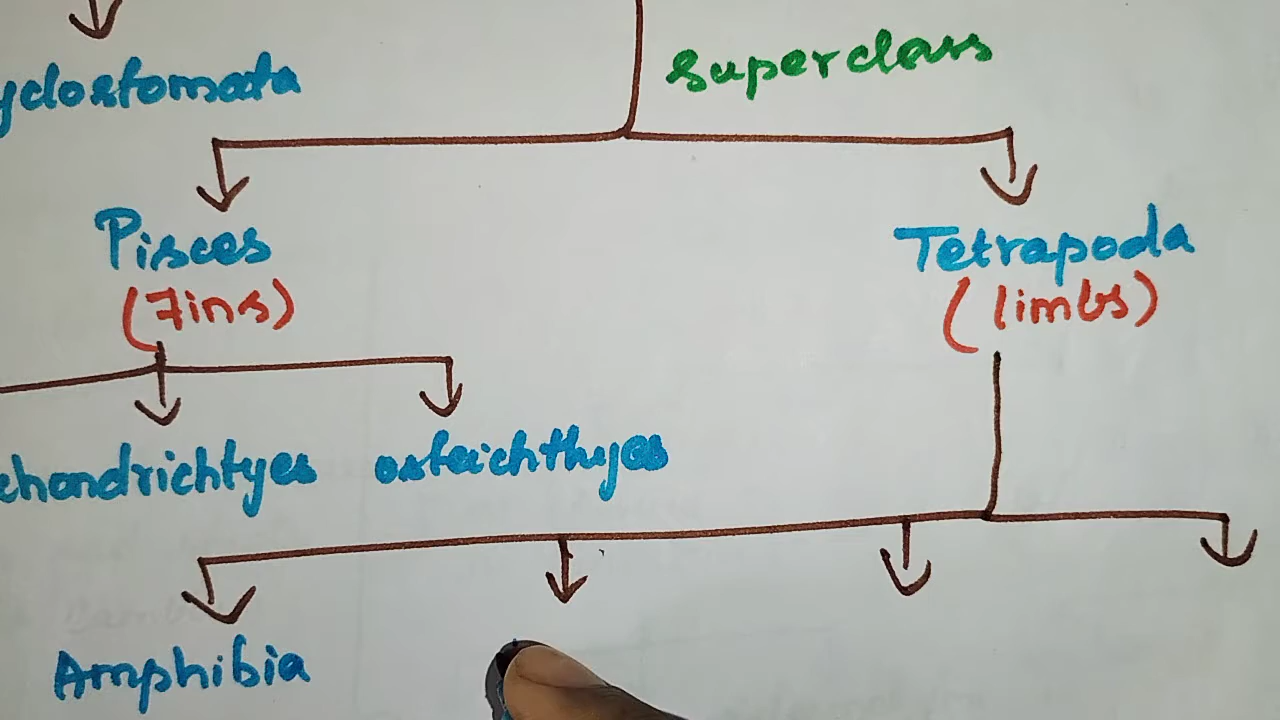 superclass
yclostomata
Pisces
(Fins)
Tetrapoda
(limbs)
chondrichtyes osteichthyes
Amphibia